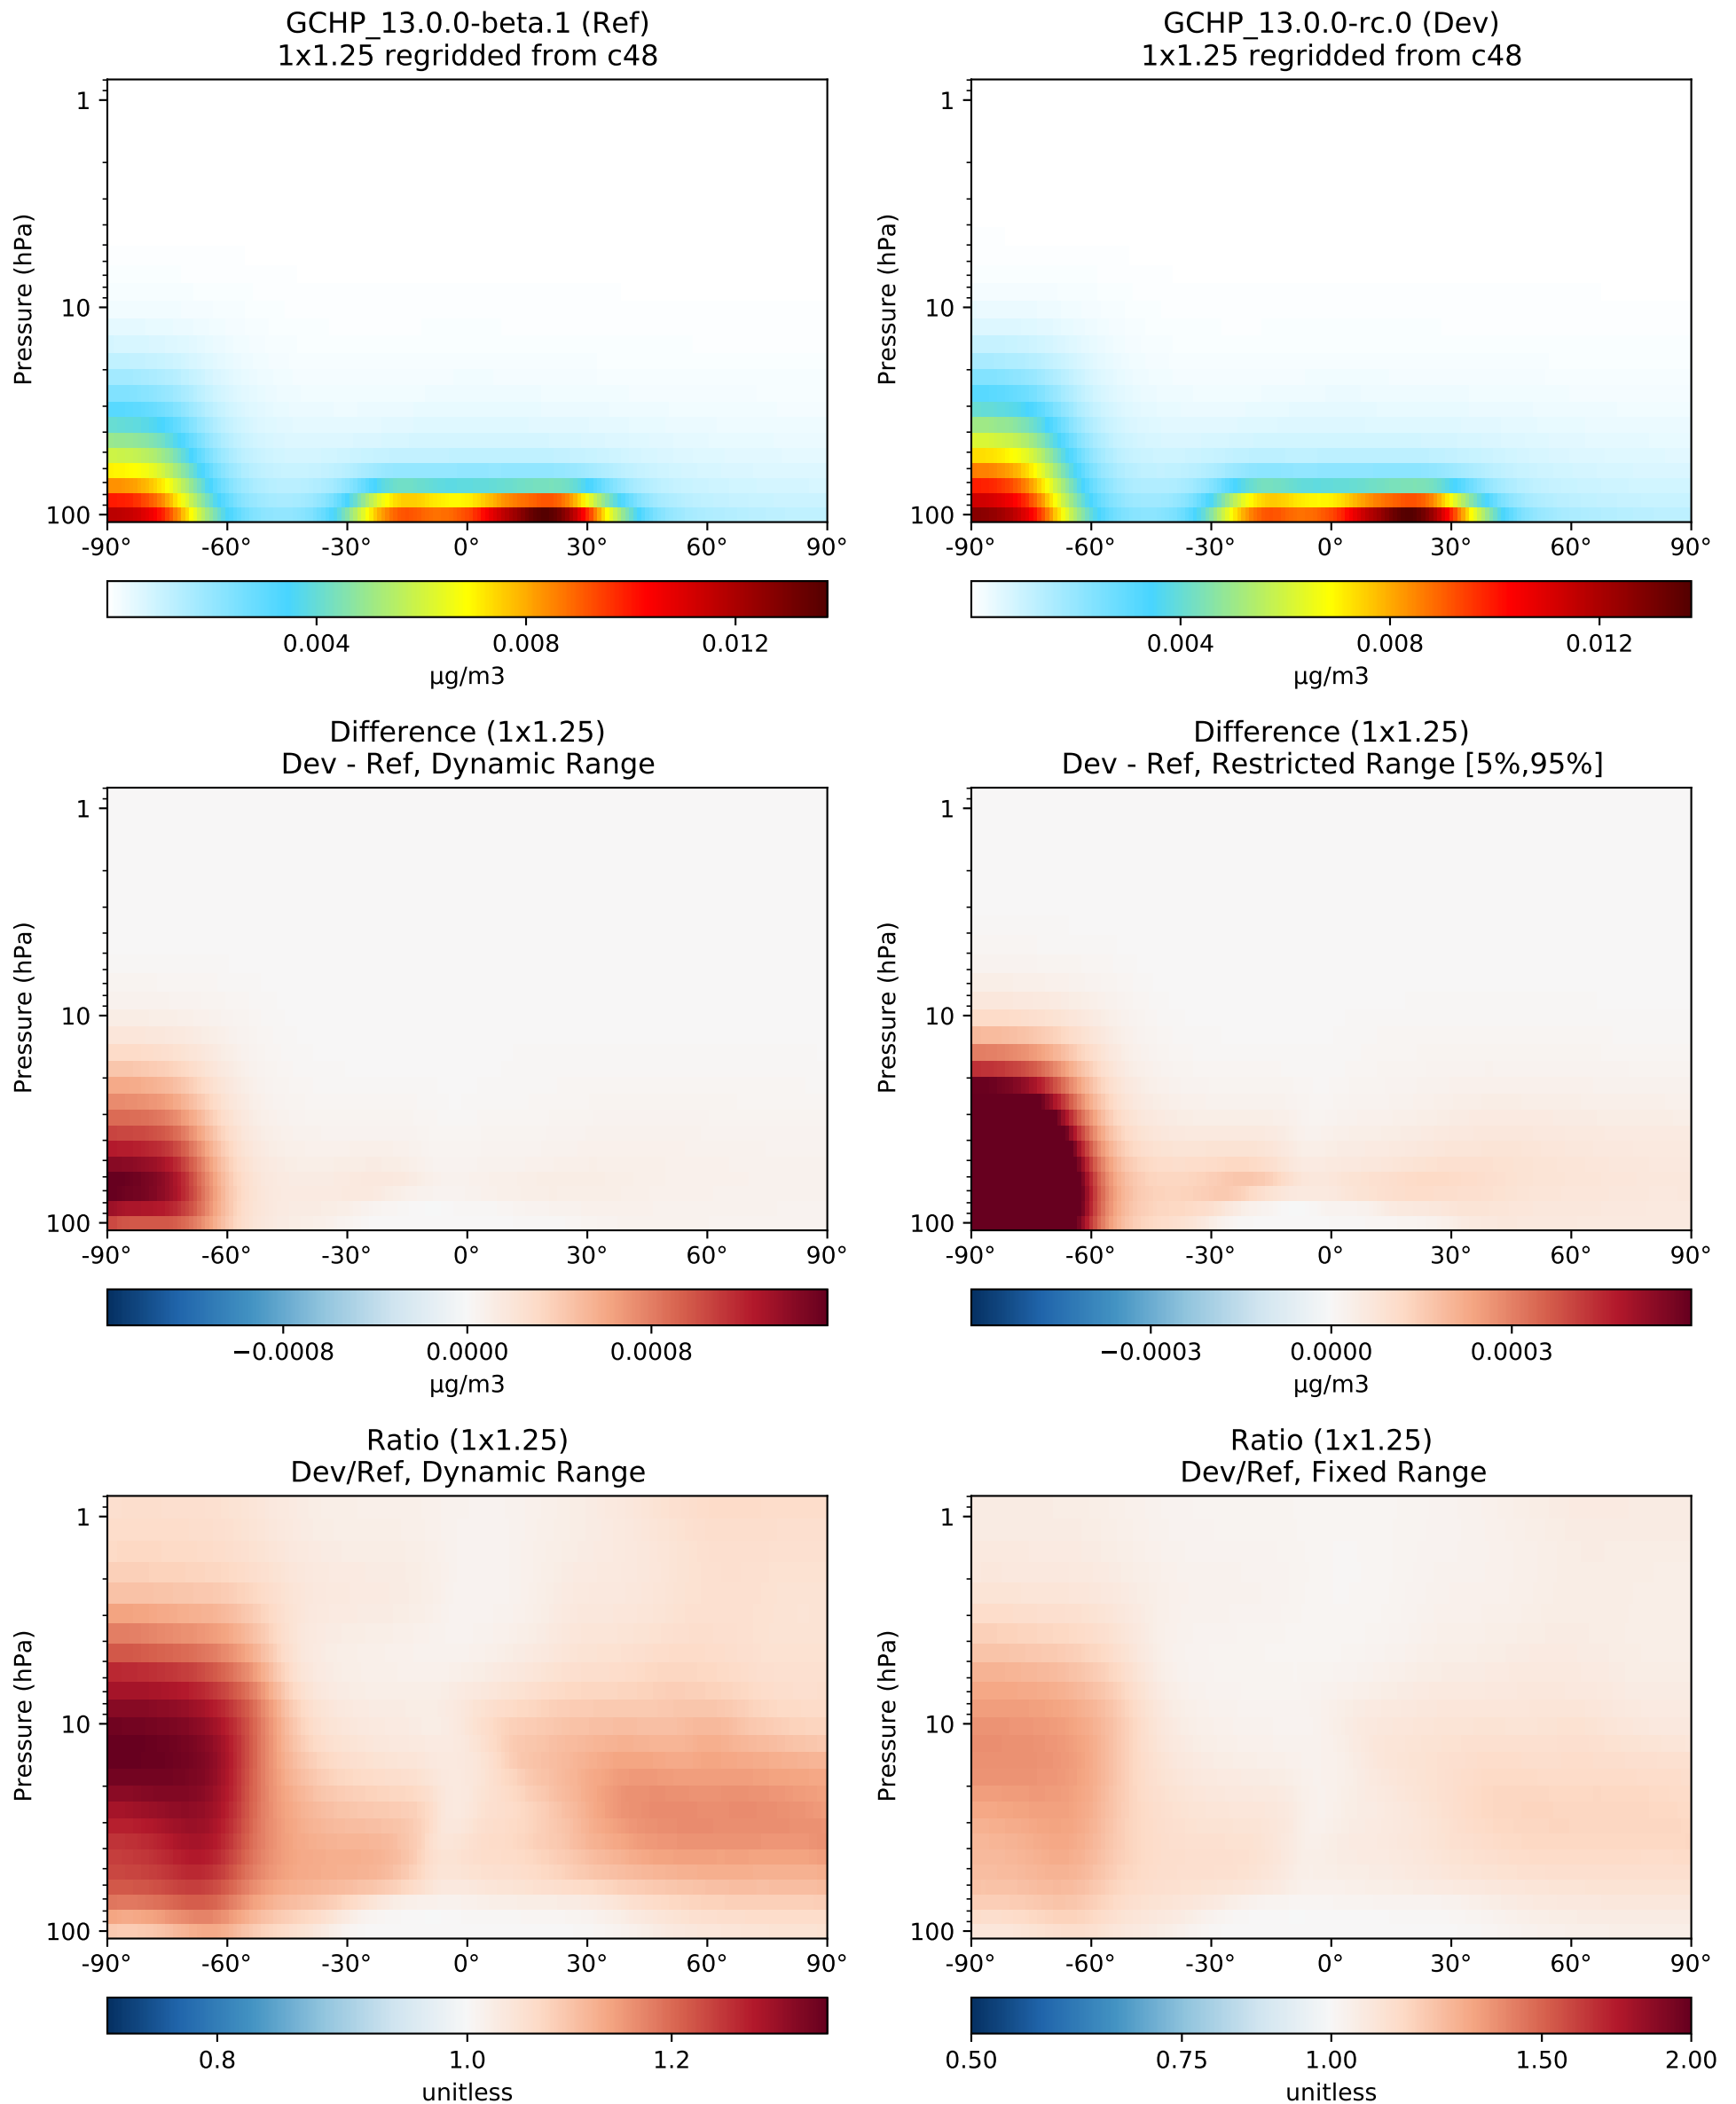 GCHP_13.0.0-beta.1 (Ref)
1x1.25 regridded from c48
Pressure (hPa)
1
10
100
-90° -60° -30° 0° 30° 60° 90°
0.004 0.008 0.012
μg/m3
GCHP_13.0.0-rc.0 (Dev)
1x1.25 regridded from c48
Pressure (hPa)
1
10
100
-90° -60° -30° 0° 30° 60° 90°
0.004 0.008 0.012
μg/m3
Difference (1x1.25)
Dev - Ref, Dynamic Range
Pressure (hPa)
1
10
100
-90° -60° -30° 0° 30° 60° 90°
−0.0008 0.0000 0.0008
μg/m3
Difference (1x1.25)
Dev - Ref, Restricted Range [5%,95%]
Pressure (hPa)
1
10
100
-90° -60° -30° 0° 30° 60° 90°
−0.0003 0.0000 0.0003
μg/m3
Ratio (1x1.25)
Dev/Ref, Dynamic Range
Pressure (hPa)
1
10
100
-90° -60° -30° 0° 30° 60° 90°
0.8 1.0 1.2
unitless
Ratio (1x1.25)
Dev/Ref, Fixed Range
Pressure (hPa)
1
10
100
-90° -60° -30° 0° 30° 60° 90°
0.50 0.75 1.00 1.50 2.00
unitless